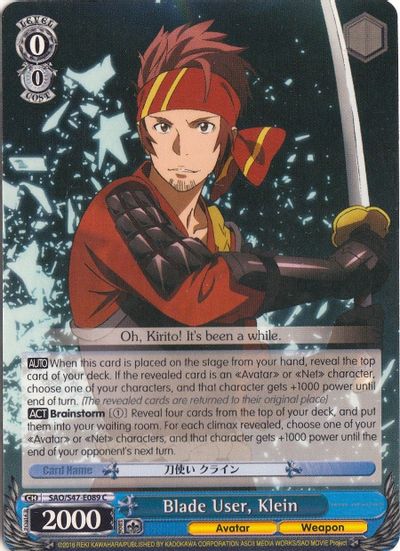 LEVEL
0
0
COST
Oh, Kirito! It's been a while.
AUTO When this card is placed on the stage from your hand, reveal the top
card of your deck. If the revealed card is an «Avatar» or «Net» character,
choose one of your characters, and that character gets +1000 power until
end of turn. (The revealed cards are returned to their original place)
ACT Brainstorm [①] Reveal four cards from the top of your deck, and put
them into your waiting room. For each climax revealed, choose one of your
«Avatar» or «Net» characters, and that character gets +2000 power until the
end of your opponent's next turn.
Card Name 刀使い クライン
CH SAO/S47-E089 C
POWER 2000
Blade User, Klein
Avatar Weapon
©2016 REKI KAWAHARA/PUBLISHED BY KADOKAWA CORPORATION ASCII MEDIA WORKS/SAO MOVIE Project